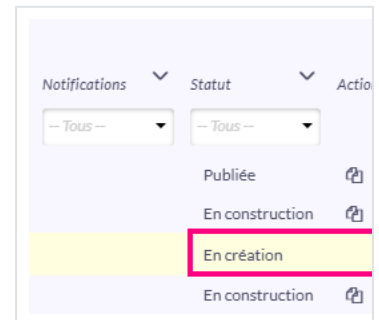 Notifications Statut Actio
-- Tous -- -- Tous --
Publiée
En construction
En création
En construction